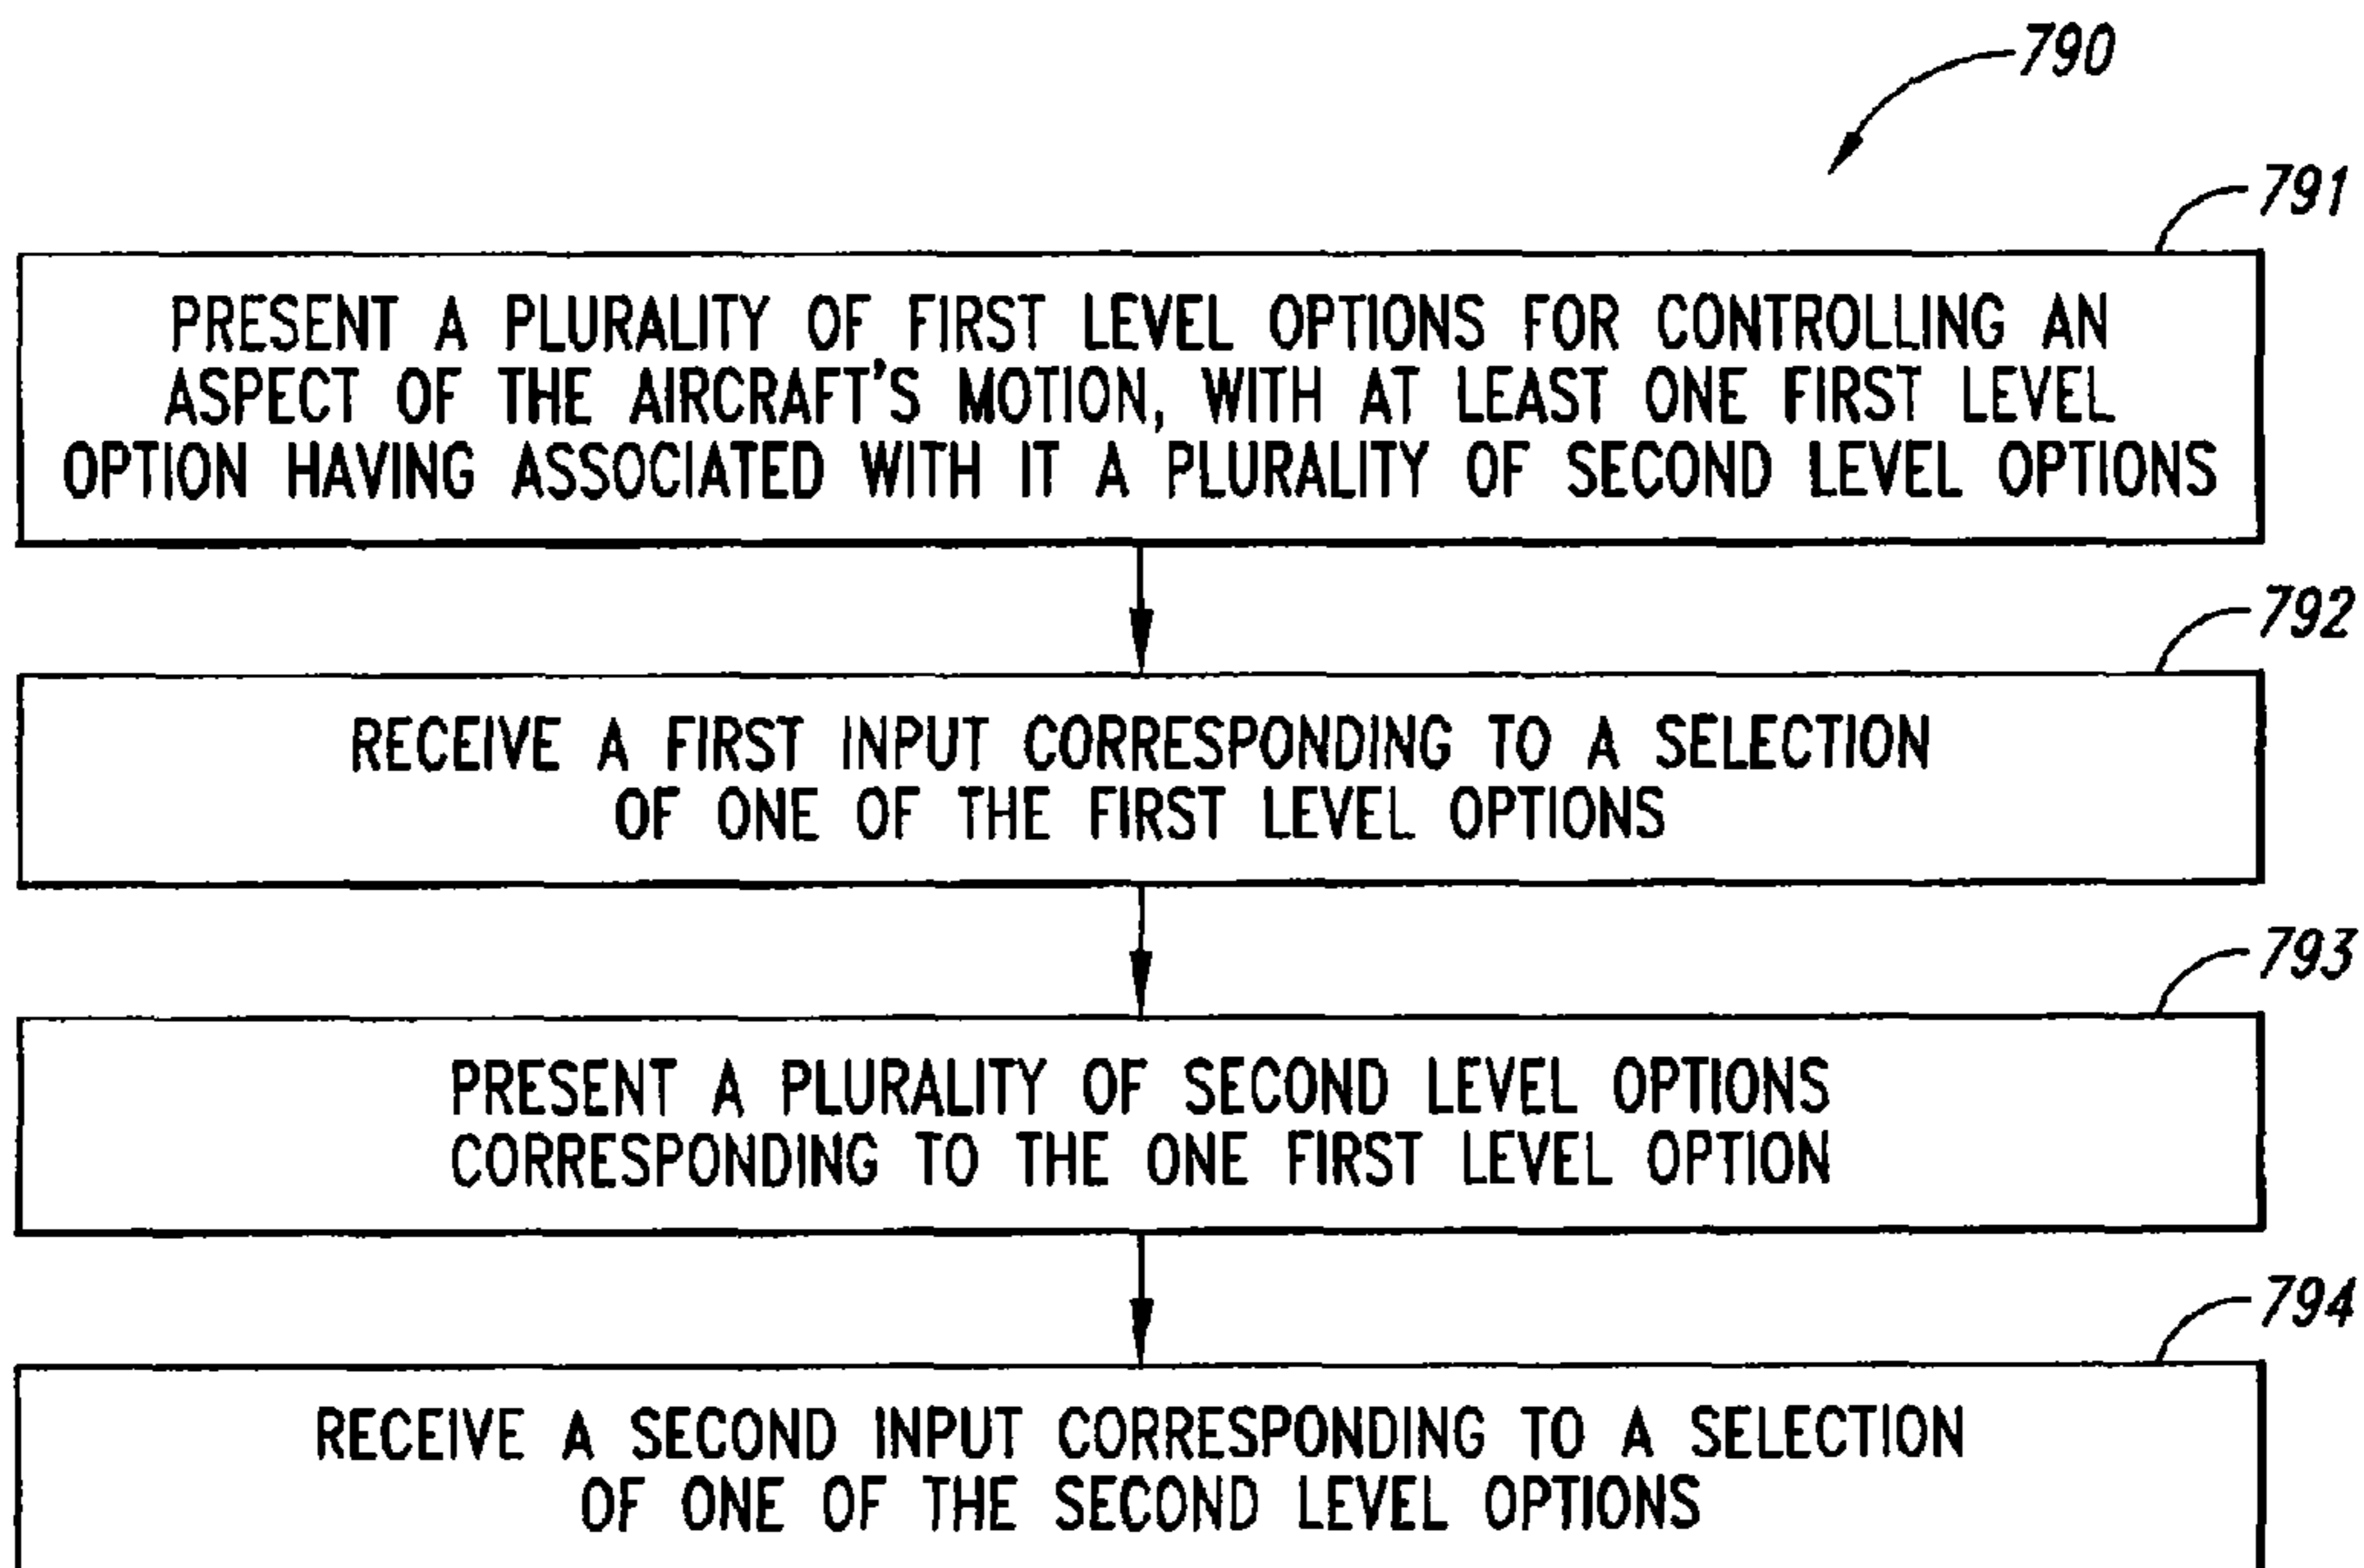 790
791
PRESENT A PLURALITY OF FIRST LEVEL OPTIONS FOR CONTROLLING AN
ASPECT OF THE AIRCRAFT'S MOTION, WITH AT LEAST ONE FIRST LEVEL
OPTION HAVING ASSOCIATED WITH IT A PLURALITY OF SECOND LEVEL OPTIONS
792
RECEIVE A FIRST INPUT CORRESPONDING TO A SELECTION
OF ONE OF THE FIRST LEVEL OPTIONS
793
PRESENT A PLURALITY OF SECOND LEVEL OPTIONS
CORRESPONDING TO THE ONE FIRST LEVEL OPTION
794
RECEIVE A SECOND INPUT CORRESPONDING TO A SELECTION
OF ONE OF THE SECOND LEVEL OPTIONS